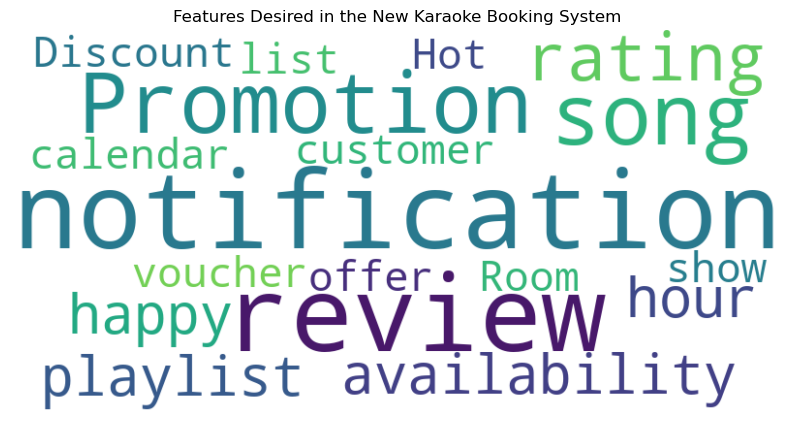 Features Desired in the New Karaoke Booking System
Discount list Hot rating
Promotion song
calendar customer
notification
voucher offer Room show
happy review hour
playlist availability